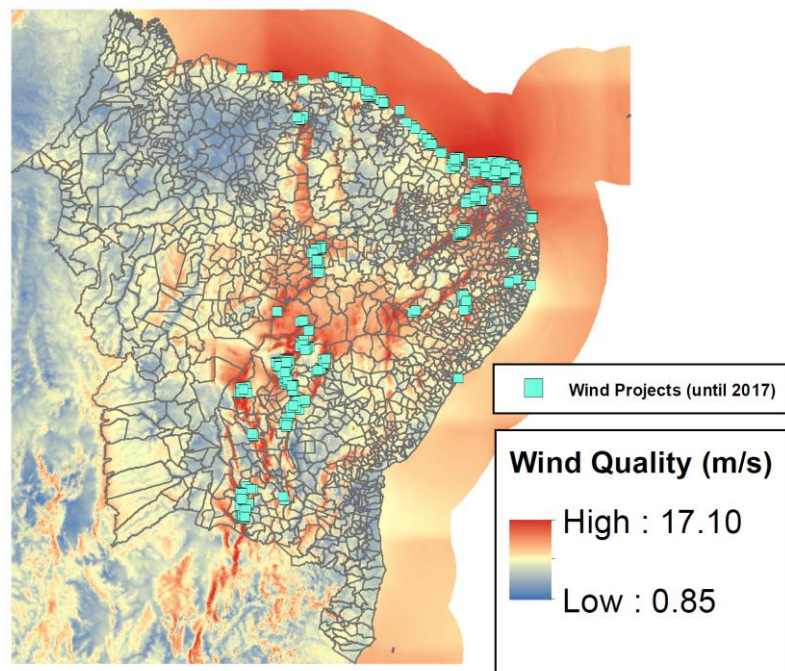 Wind Projects (until 2017)
Wind Quality (m/s)
High : 17.10
Low : 0.85